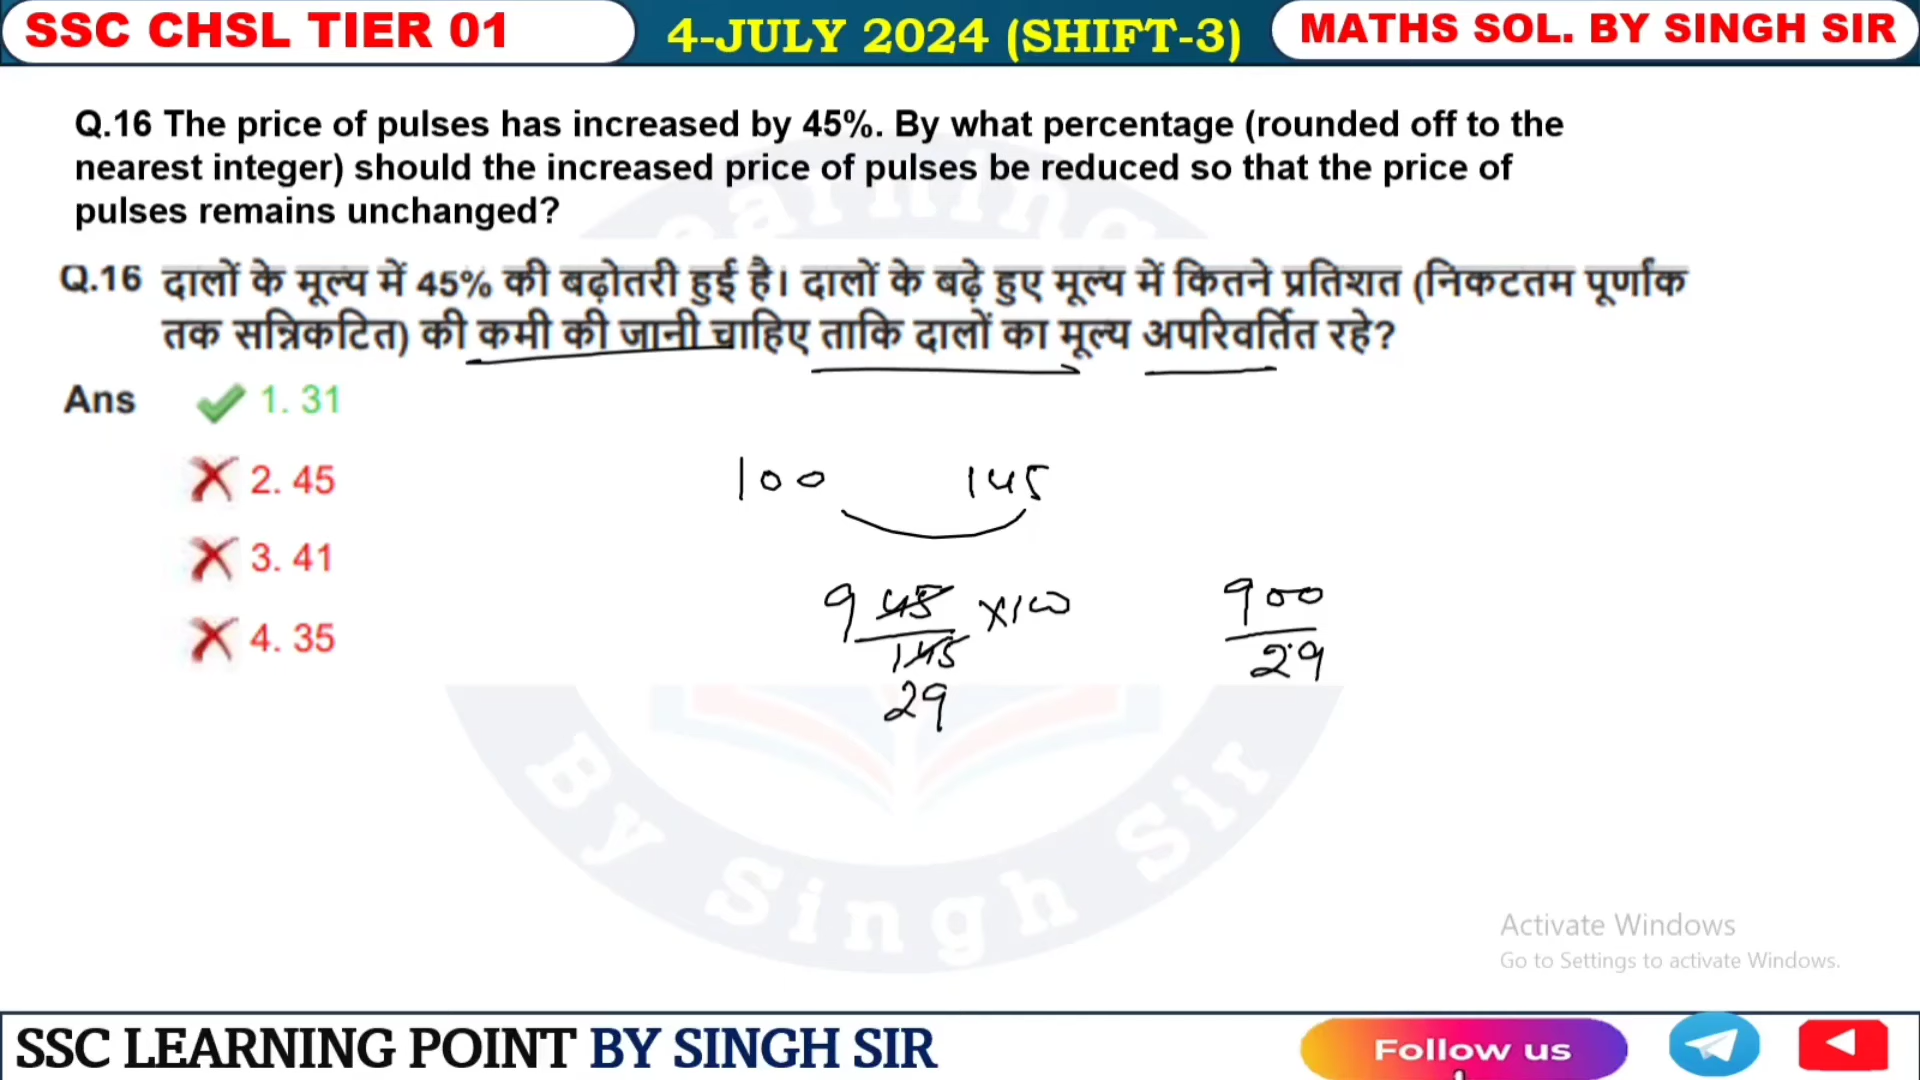 SSC CHSL TIER 01
4-JULY 2024 (SHIFT-3)
MATHS SOL. BY SINGH SIR
Q.16 The price of pulses has increased by 45%. By what percentage (rounded off to the
nearest integer) should the increased price of pulses be reduced so that the price of
pulses remains unchanged?
Q.16 दालों के मूल्य में 45% की बढ़ोतरी हुई है। दालों के बढ़े हुए मूल्य में कितने प्रतिशत (निकटतम पूर्णांक
तक सन्निकटित) की कमी की जानी चाहिए ताकि दालों का मूल्य अपरिवर्तित रहे?
Ans
1. 31
2. 45
3. 41
4. 35
100 145
9 45 ×100
145
29
900
29
Learning
By Singh Sir
Activate Windows
Go to Settings to activate Windows.
SSC LEARNING POINT BY SINGH SIR
Follow us